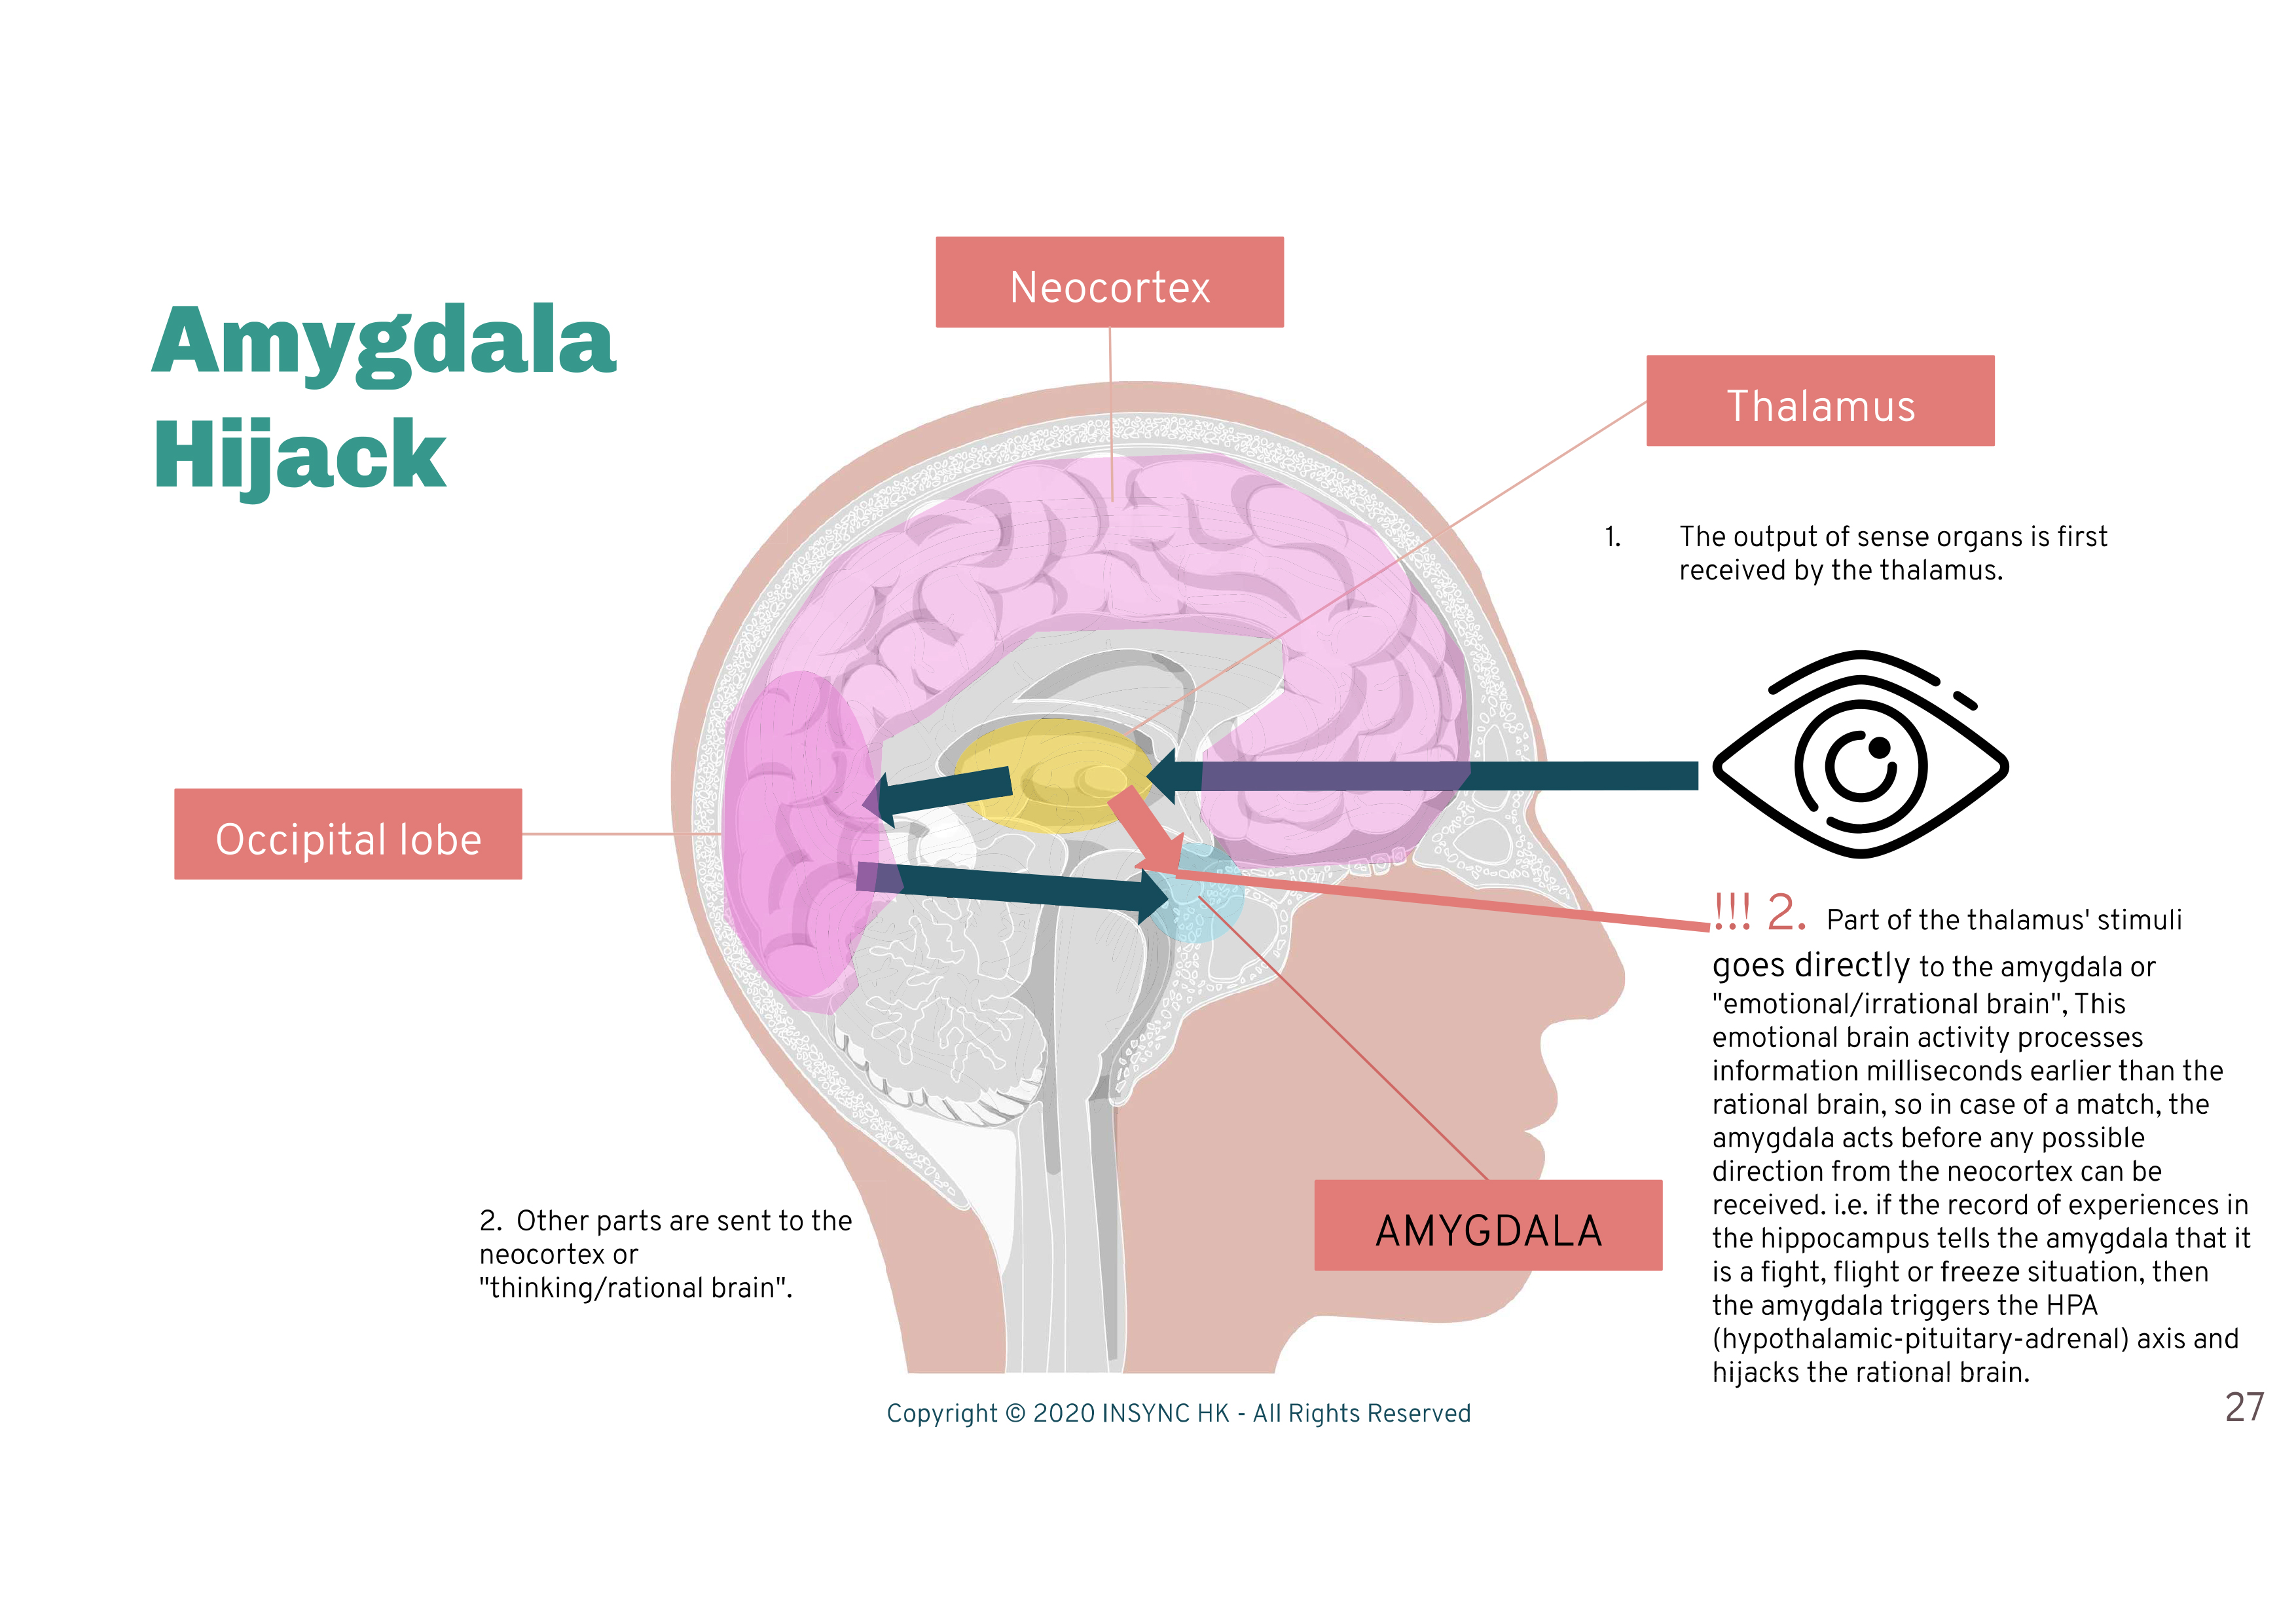 Amygdala
Hijack
Neocortex
Thalamus
1. The output of sense organs is first
received by the thalamus.
Occipital lobe
!!! 2. Part of the thalamus' stimuli
goes directly to the amygdala or
"emotional/irrational brain", This
emotional brain activity processes
information milliseconds earlier than the
rational brain, so in case of a match, the
amygdala acts before any possible
direction from the neocortex can be
received. i.e. if the record of experiences in
the hippocampus tells the amygdala that it
is a fight, flight or freeze situation, then
the amygdala triggers the HPA
(hypothalamic-pituitary-adrenal) axis and
hijacks the rational brain.
AMYGDALA
2. Other parts are sent to the
neocortex or
"thinking/rational brain".
Copyright © 2020 INSYNC HK - All Rights Reserved
27